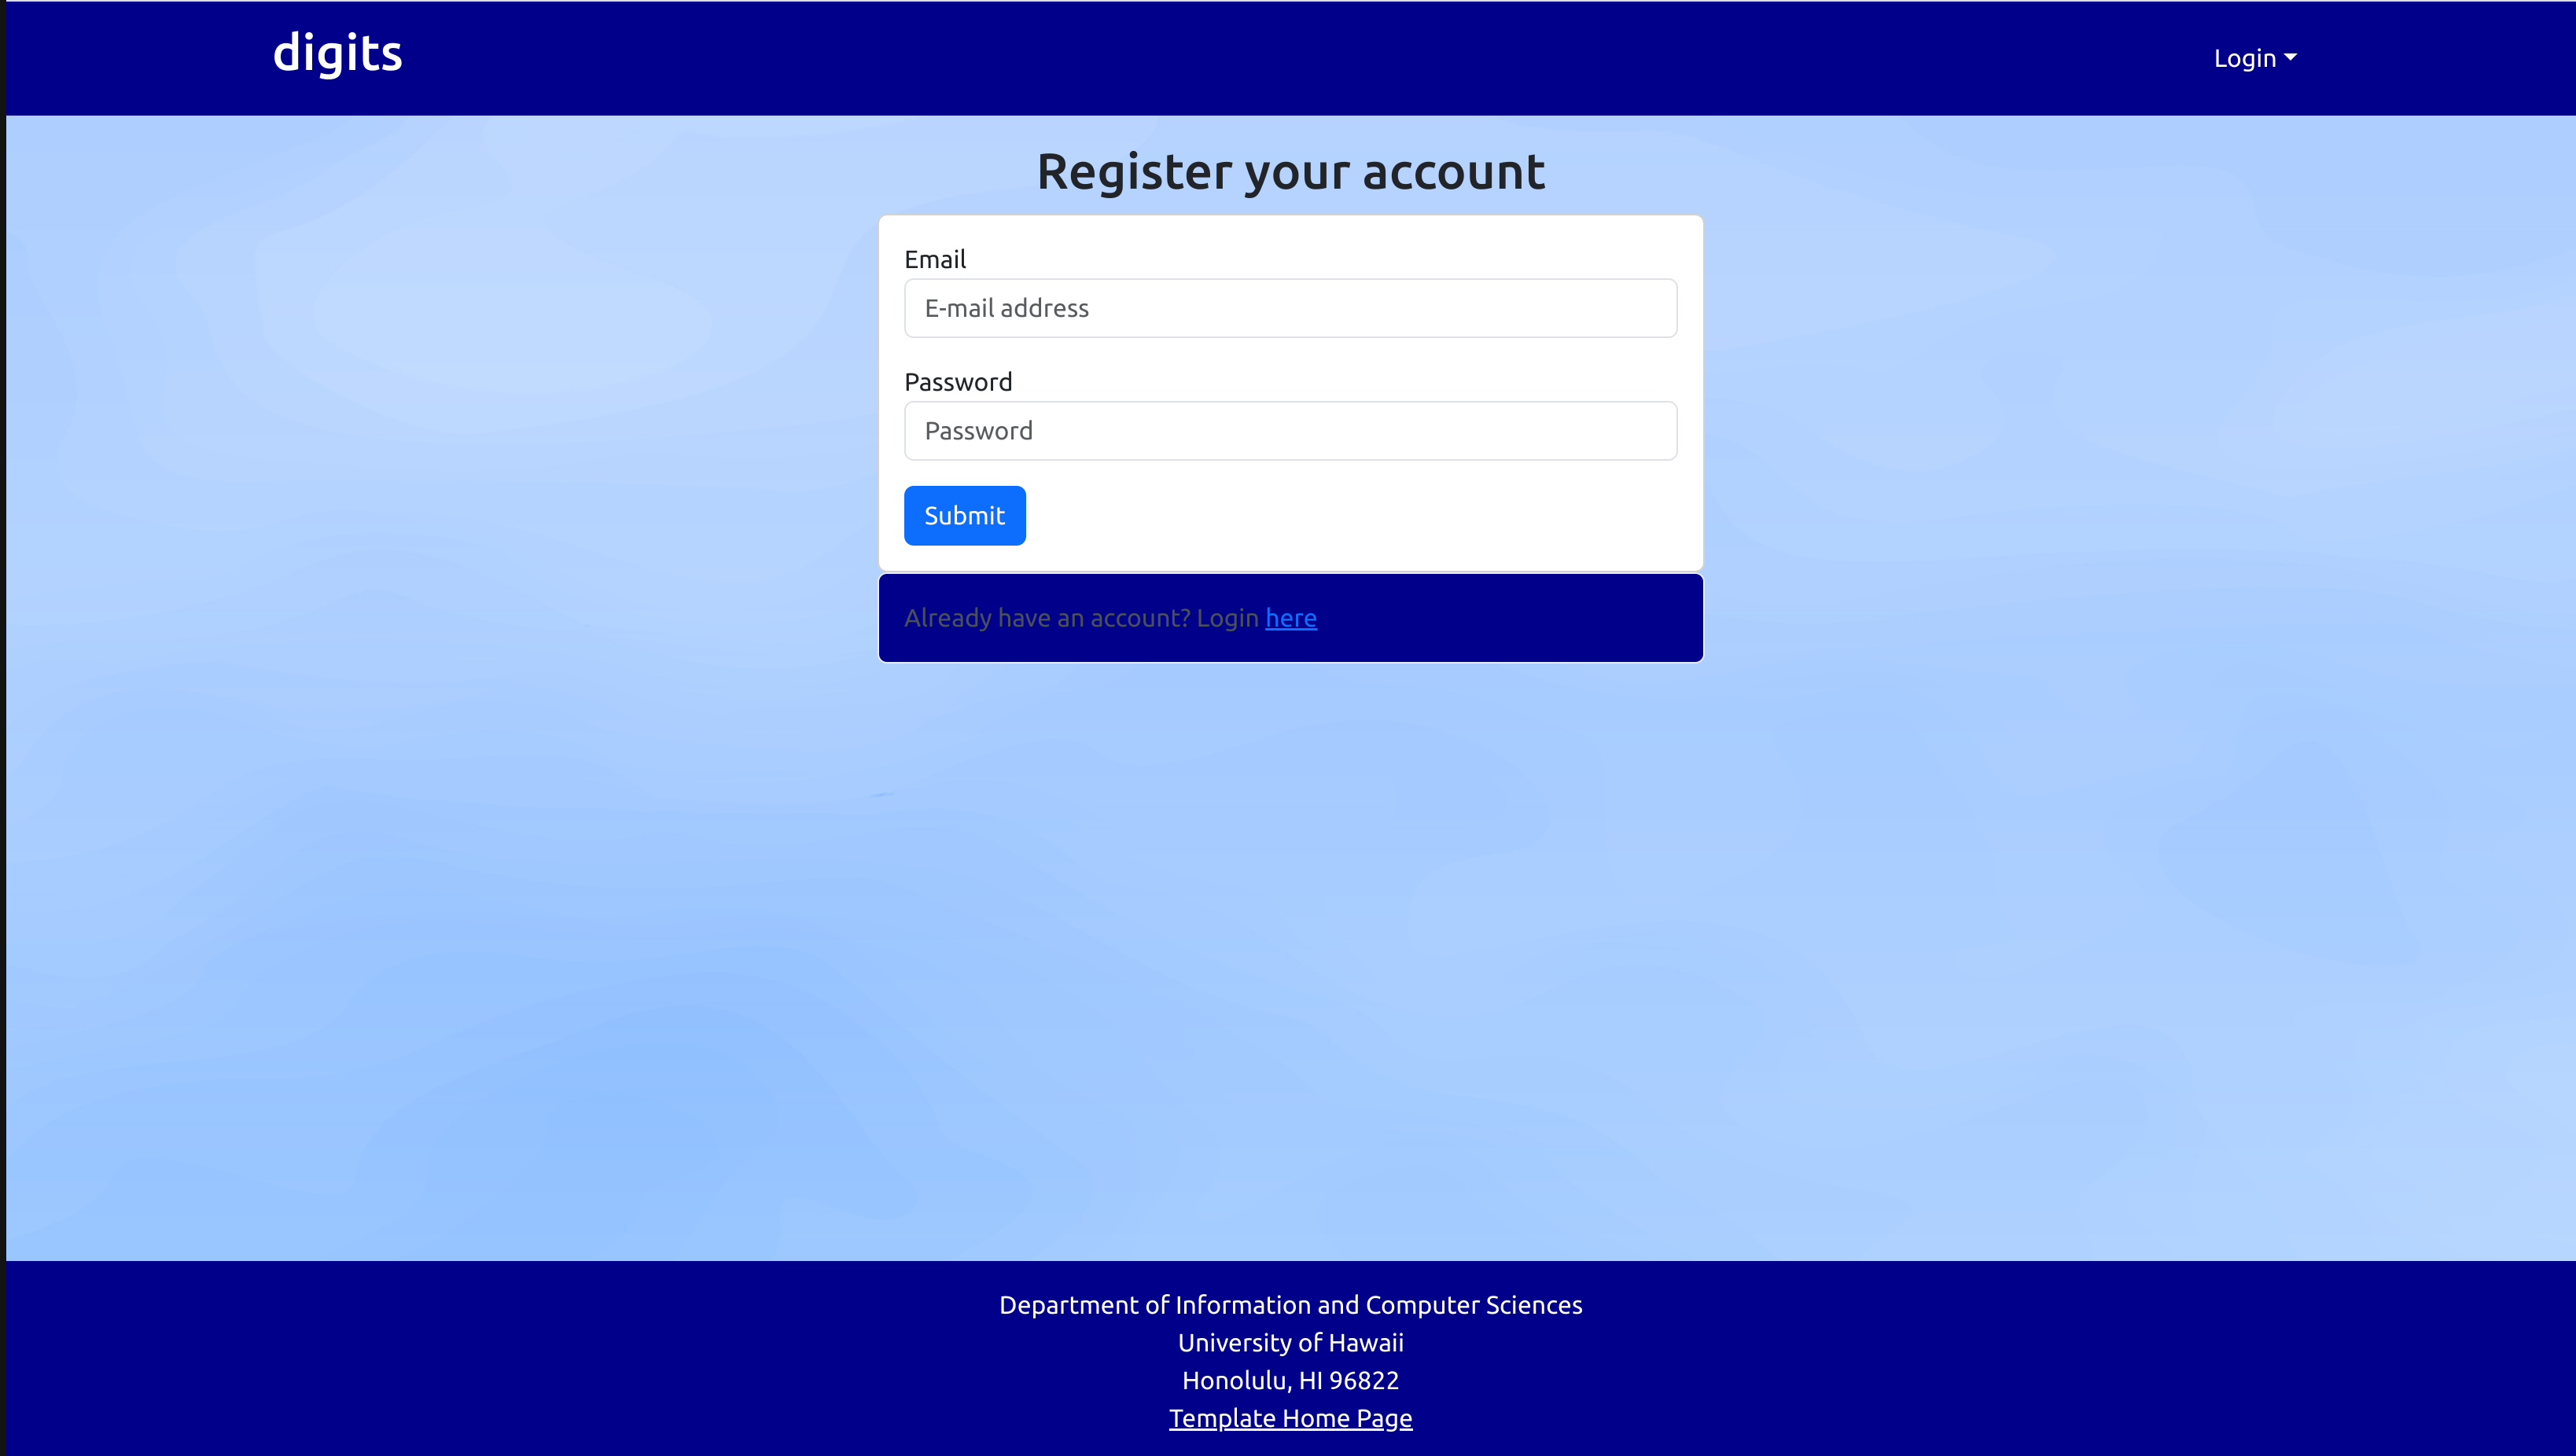 digits
Login
Register your account
Email
E-mail address
Password
Password
Submit
Already have an account? Login here
Department of Information and Computer Sciences
University of Hawaii
Honolulu, HI 96822
Template Home Page